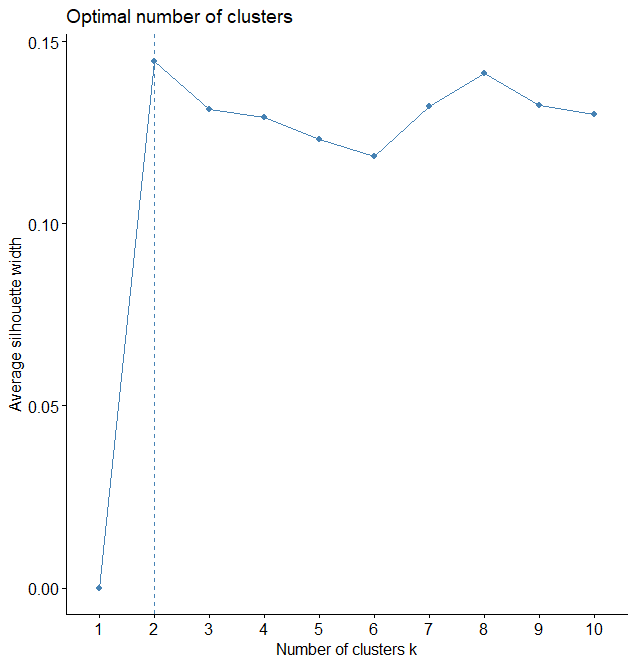 Optimal number of clusters
0.15
0.10
0.05
0.00
Average silhouette width
1 2 3 4 5 6 7 8 9 10
Number of clusters k